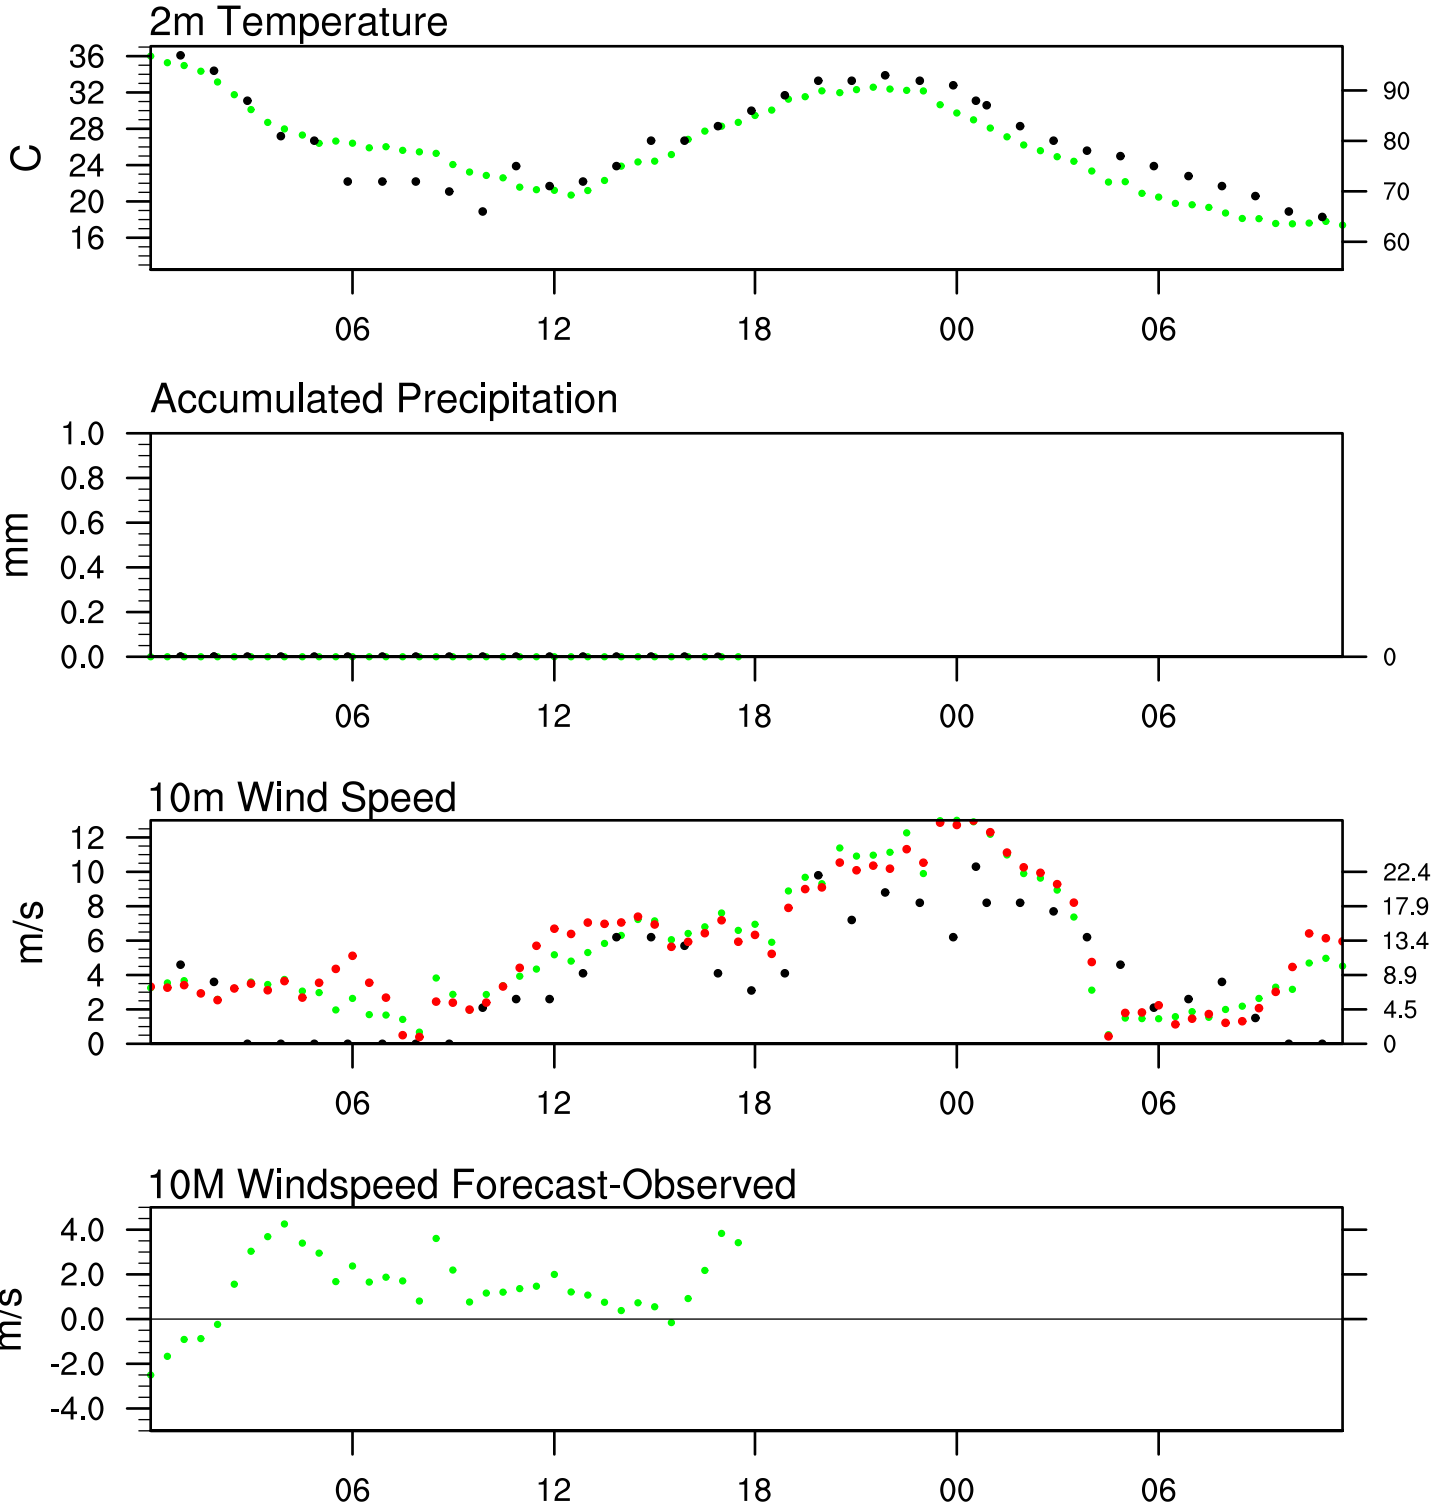 2m Temperature
36
32
28
24
20
16
C
90
80
70
60
06 12 18 00 06
Accumulated Precipitation
1.0
0.8
0.6
0.4
0.2
0.0
mm
0
06 12 18 00 06
10m Wind Speed
12
10
8
6
4
2
0
m/s
22.4
17.9
13.4
8.9
4.5
0
06 12 18 00 06
10M Windspeed Forecast-Observed
4.0
2.0
0.0
-2.0
-4.0
m/s
06 12 18 00 06